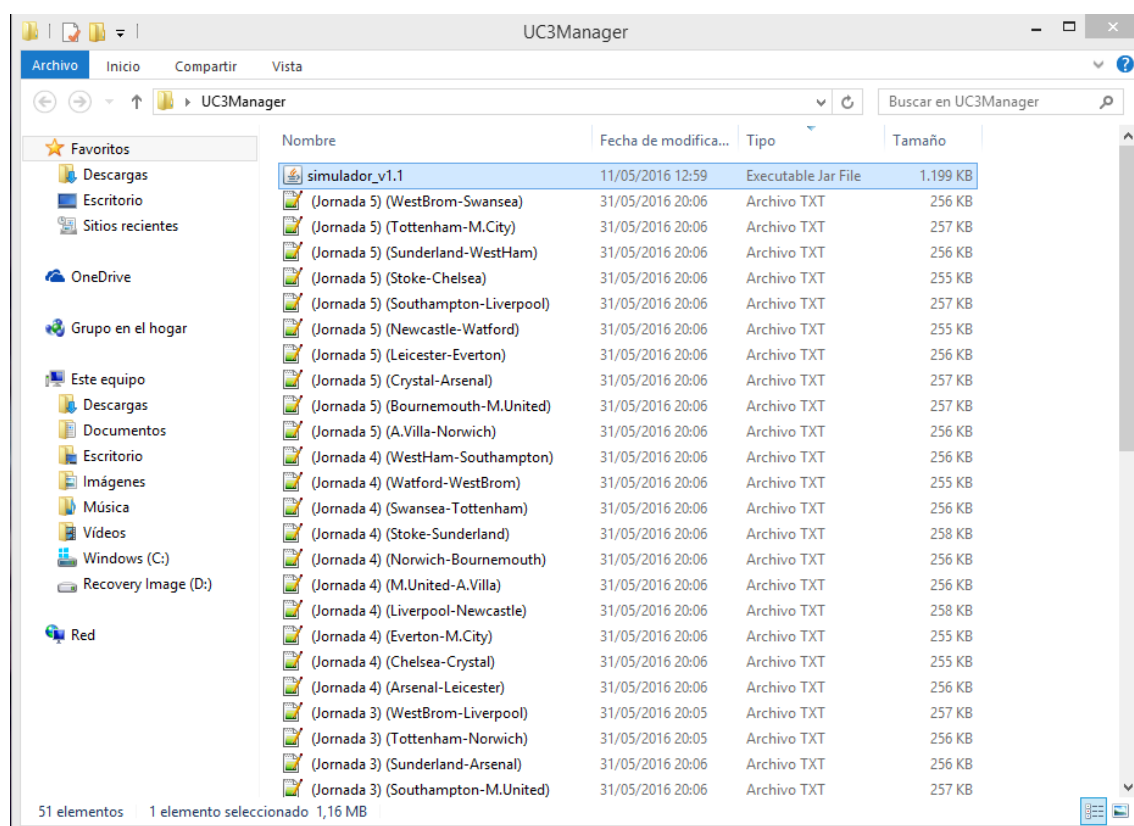 UC3Manager
Archivo Inicio Compartir Vista
UC3Manager Buscar en UC3Manager
Favoritos
Descargas
Escritorio
Sitios recientes
OneDrive
Grupo en el hogar
Este equipo
Descargas
Documentos
Escritorio
Imágenes
Música
Vídeos
Windows (C:)
Recovery Image (D:)
Red
Nombre Fecha de modifica... Tipo Tamaño
simulador_v1.1 11/05/2016 12:59 Executable Jar File 1.199 KB
(Jornada 5) (WestBrom-Swansea) 31/05/2016 20:06 Archivo TXT 256 KB
(Jornada 5) (Tottenham-M.City) 31/05/2016 20:06 Archivo TXT 257 KB
(Jornada 5) (Sunderland-WestHam) 31/05/2016 20:06 Archivo TXT 256 KB
(Jornada 5) (Stoke-Chelsea) 31/05/2016 20:06 Archivo TXT 255 KB
(Jornada 5) (Southampton-Liverpool) 31/05/2016 20:06 Archivo TXT 257 KB
(Jornada 5) (Newcastle-Watford) 31/05/2016 20:06 Archivo TXT 255 KB
(Jornada 5) (Leicester-Everton) 31/05/2016 20:06 Archivo TXT 256 KB
(Jornada 5) (Crystal-Arsenal) 31/05/2016 20:06 Archivo TXT 257 KB
(Jornada 5) (Bournemouth-M.United) 31/05/2016 20:06 Archivo TXT 257 KB
(Jornada 5) (A.Villa-Norwich) 31/05/2016 20:06 Archivo TXT 256 KB
(Jornada 4) (WestHam-Southampton) 31/05/2016 20:06 Archivo TXT 256 KB
(Jornada 4) (Watford-WestBrom) 31/05/2016 20:06 Archivo TXT 255 KB
(Jornada 4) (Swansea-Tottenham) 31/05/2016 20:06 Archivo TXT 256 KB
(Jornada 4) (Stoke-Sunderland) 31/05/2016 20:06 Archivo TXT 258 KB
(Jornada 4) (Norwich-Bournemouth) 31/05/2016 20:06 Archivo TXT 256 KB
(Jornada 4) (M.United-A.Villa) 31/05/2016 20:06 Archivo TXT 256 KB
(Jornada 4) (Liverpool-Newcastle) 31/05/2016 20:06 Archivo TXT 258 KB
(Jornada 4) (Everton-M.City) 31/05/2016 20:06 Archivo TXT 255 KB
(Jornada 4) (Chelsea-Crystal) 31/05/2016 20:06 Archivo TXT 255 KB
(Jornada 4) (Arsenal-Leicester) 31/05/2016 20:06 Archivo TXT 256 KB
(Jornada 3) (WestBrom-Liverpool) 31/05/2016 20:05 Archivo TXT 257 KB
(Jornada 3) (Tottenham-Norwich) 31/05/2016 20:05 Archivo TXT 256 KB
(Jornada 3) (Sunderland-Arsenal) 31/05/2016 20:06 Archivo TXT 256 KB
(Jornada 3) (Southampton-M.United) 31/05/2016 20:06 Archivo TXT 257 KB
51 elementos 1 elemento seleccionado 1,16 MB